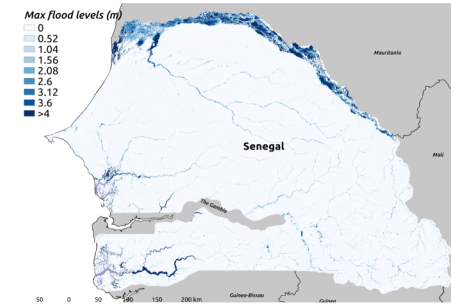 Max flood levels (m)
0
0.52
1.04
1.56
2.08
2.6
3.12
3.6
>4
Mauritania
Senegal
Mali
The Gambia
50 0 50 100 150 200 km
Guinea-Bissau
Guinea